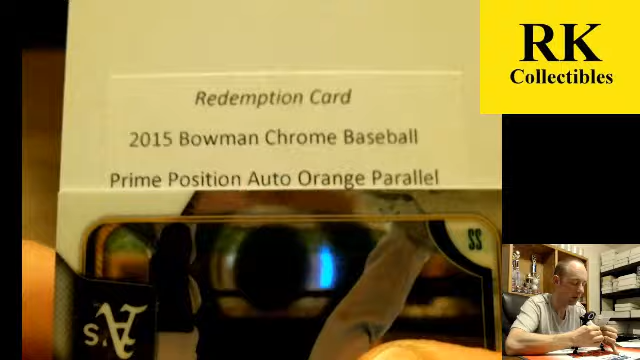 RK
Collectibles
Redemption Card
2015 Bowman Chrome Baseball
Prime Position Auto Orange Parallel
SS
A's